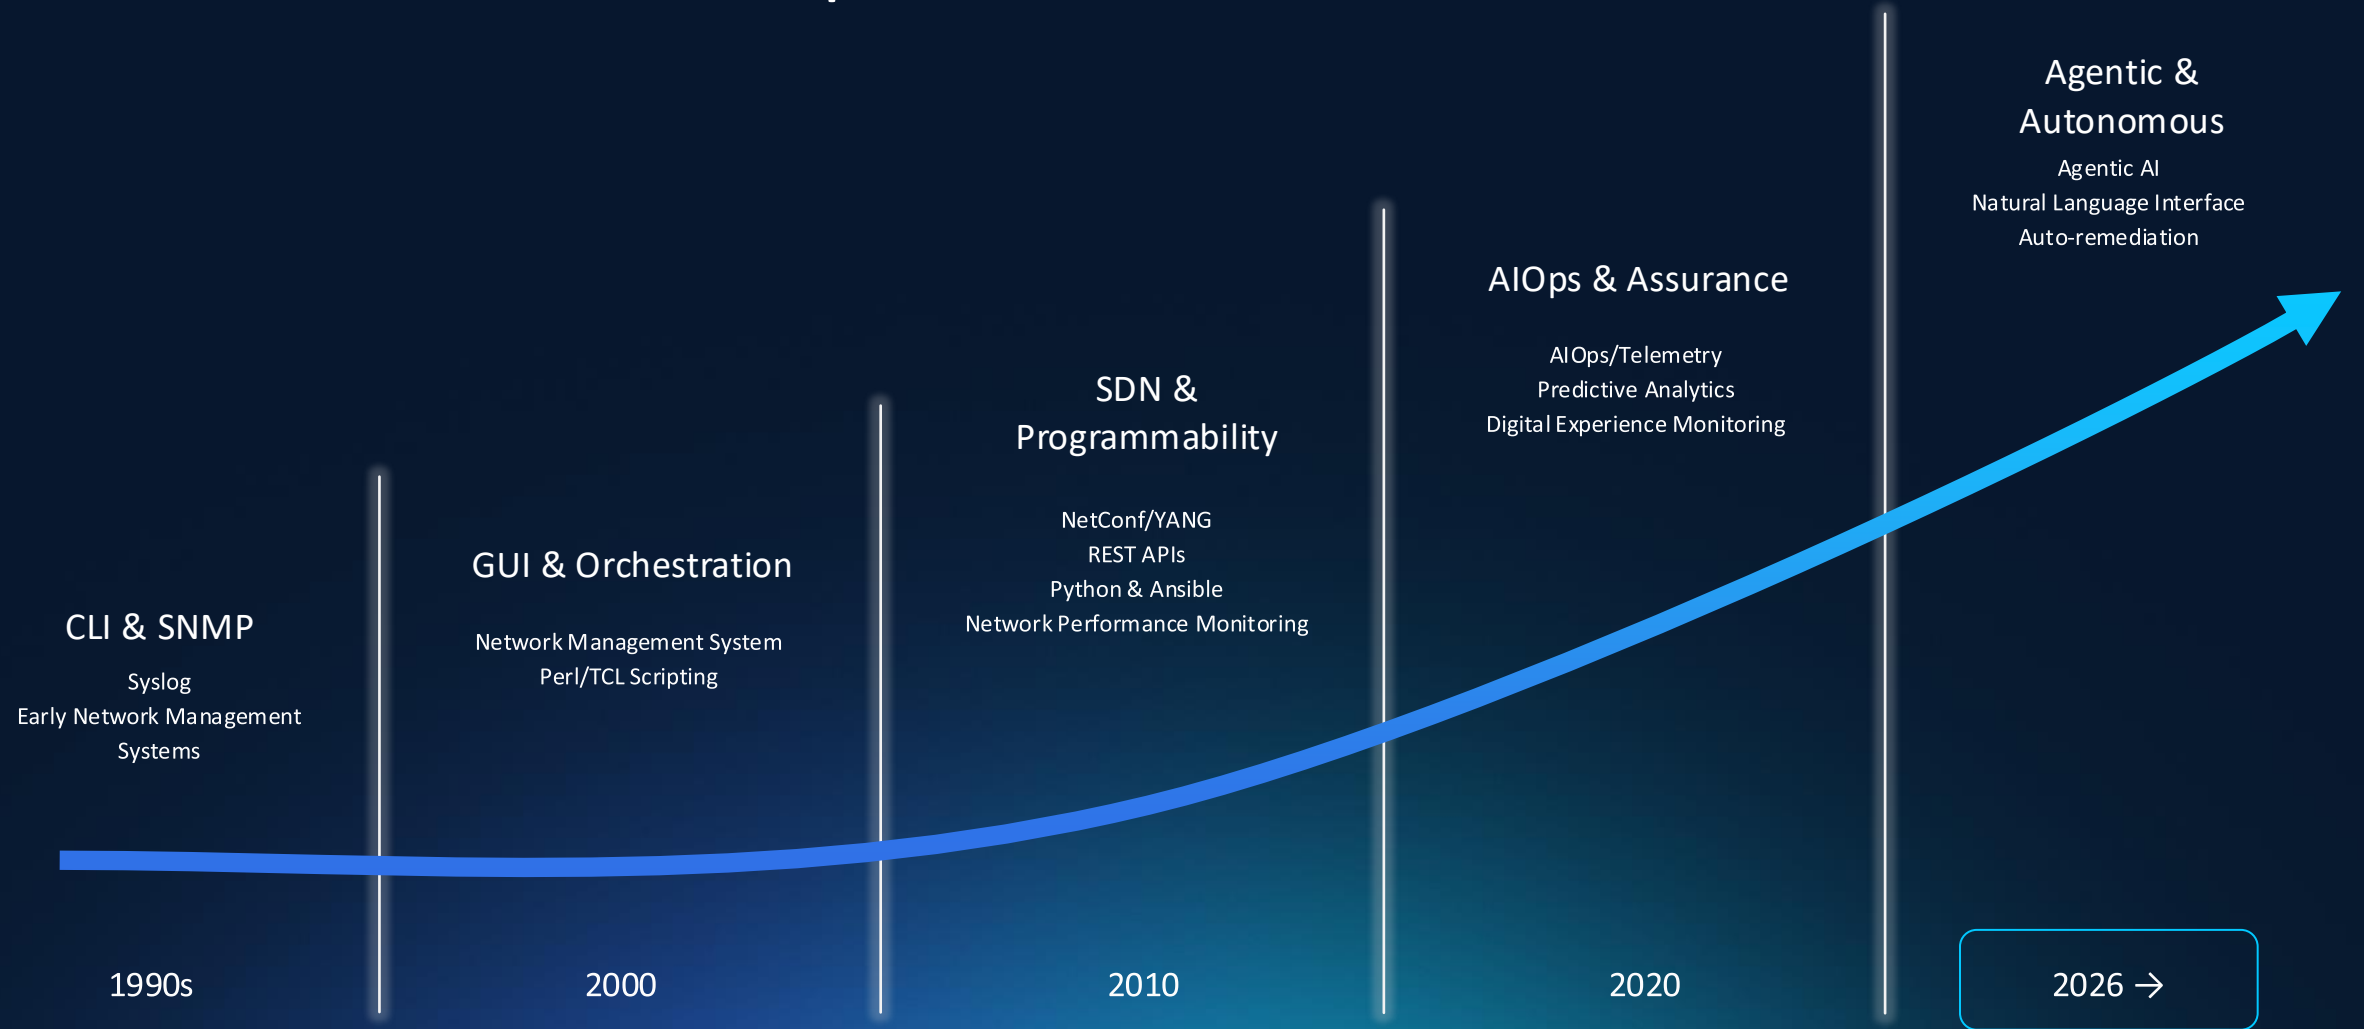 CLI & SNMP
Syslog
Early Network Management
Systems
1990s
GUI & Orchestration
Network Management System
Perl/TCL Scripting
2000
SDN &
Programmability
NetConf/YANG
REST APIs
Python & Ansible
Network Performance Monitoring
2010
AIOps & Assurance
AIOps/Telemetry
Predictive Analytics
Digital Experience Monitoring
2020
Agentic &
Autonomous
Agentic AI
Natural Language Interface
Auto-remediation
2026 →